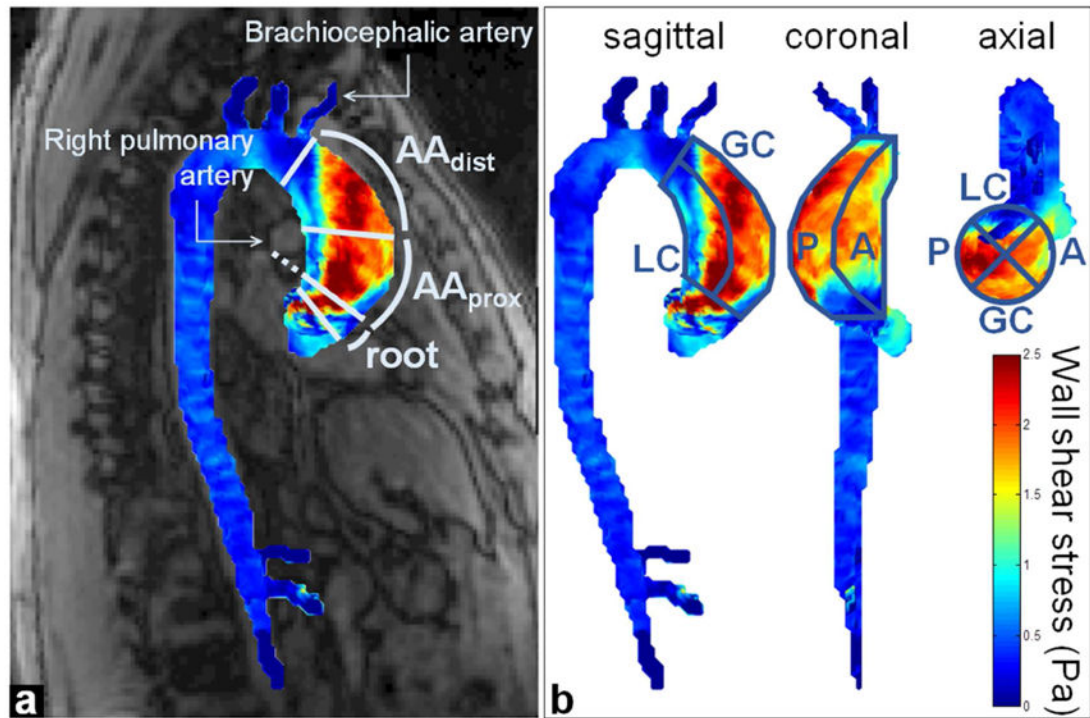 Brachiocephalic artery
Right pulmonary
artery
AAdist
AAprox
root
a
sagittal
coronal
axial
GC
LC
P
A
LC
P
A
GC
2.5
2
1.5
1
0.5
0
Wall shear stress (Pa)
b